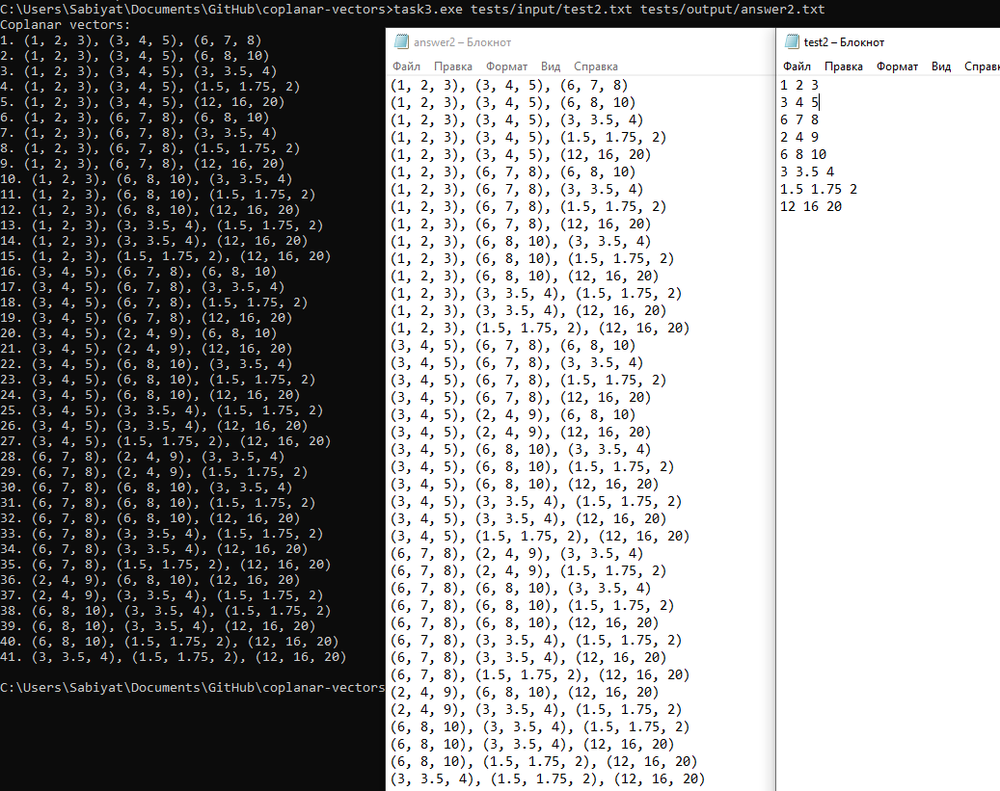 C:\Users\Sabiyat\Documents\GitHub\coplanar-vectors>task3.exe tests/input/test2.txt tests/output/answer2.txt
Coplanar vectors:
1. (1, 2, 3), (3, 4, 5), (6, 7, 8)
2. (1, 2, 3), (3, 4, 5), (6, 8, 10)
3. (1, 2, 3), (3, 4, 5), (3, 3.5, 4)
4. (1, 2, 3), (3, 4, 5), (1.5, 1.75, 2)
5. (1, 2, 3), (3, 4, 5), (12, 16, 20)
6. (1, 2, 3), (6, 7, 8), (6, 8, 10)
7. (1, 2, 3), (6, 7, 8), (3, 3.5, 4)
8. (1, 2, 3), (6, 7, 8), (1.5, 1.75, 2)
9. (1, 2, 3), (6, 7, 8), (12, 16, 20)
10. (1, 2, 3), (6, 8, 10), (3, 3.5, 4)
11. (1, 2, 3), (6, 8, 10), (1.5, 1.75, 2)
12. (1, 2, 3), (6, 8, 10), (12, 16, 20)
13. (1, 2, 3), (3, 3.5, 4), (1.5, 1.75, 2)
14. (1, 2, 3), (3, 3.5, 4), (12, 16, 20)
15. (1, 2, 3), (1.5, 1.75, 2), (12, 16, 20)
16. (3, 4, 5), (6, 7, 8), (6, 8, 10)
17. (3, 4, 5), (6, 7, 8), (3, 3.5, 4)
18. (3, 4, 5), (6, 7, 8), (1.5, 1.75, 2)
19. (3, 4, 5), (6, 7, 8), (12, 16, 20)
20. (3, 4, 5), (2, 4, 9), (6, 8, 10)
21. (3, 4, 5), (2, 4, 9), (12, 16, 20)
22. (3, 4, 5), (6, 8, 10), (3, 3.5, 4)
23. (3, 4, 5), (6, 8, 10), (1.5, 1.75, 2)
24. (3, 4, 5), (6, 8, 10), (12, 16, 20)
25. (3, 4, 5), (3, 3.5, 4), (1.5, 1.75, 2)
26. (3, 4, 5), (3, 3.5, 4), (12, 16, 20)
27. (3, 4, 5), (1.5, 1.75, 2), (12, 16, 20)
28. (6, 7, 8), (2, 4, 9), (3, 3.5, 4)
29. (6, 7, 8), (2, 4, 9), (1.5, 1.75, 2)
30. (6, 7, 8), (6, 8, 10), (3, 3.5, 4)
31. (6, 7, 8), (6, 8, 10), (1.5, 1.75, 2)
32. (6, 7, 8), (6, 8, 10), (12, 16, 20)
33. (6, 7, 8), (3, 3.5, 4), (1.5, 1.75, 2)
34. (6, 7, 8), (3, 3.5, 4), (12, 16, 20)
35. (6, 7, 8), (1.5, 1.75, 2), (12, 16, 20)
36. (2, 4, 9), (6, 8, 10), (12, 16, 20)
37. (2, 4, 9), (3, 3.5, 4), (1.5, 1.75, 2)
38. (6, 8, 10), (3, 3.5, 4), (1.5, 1.75, 2)
39. (6, 8, 10), (3, 3.5, 4), (12, 16, 20)
40. (6, 8, 10), (1.5, 1.75, 2), (12, 16, 20)
41. (3, 3.5, 4), (1.5, 1.75, 2), (12, 16, 20)
C:\Users\Sabiyat\Documents\GitHub\coplanar-vectors
answer2 – Блокнот
Файл Правка Формат Вид Справка
(1, 2, 3), (3, 4, 5), (6, 7, 8)
(1, 2, 3), (3, 4, 5), (6, 8, 10)
(1, 2, 3), (3, 4, 5), (3, 3.5, 4)
(1, 2, 3), (3, 4, 5), (1.5, 1.75, 2)
(1, 2, 3), (3, 4, 5), (12, 16, 20)
(1, 2, 3), (6, 7, 8), (6, 8, 10)
(1, 2, 3), (6, 7, 8), (3, 3.5, 4)
(1, 2, 3), (6, 7, 8), (1.5, 1.75, 2)
(1, 2, 3), (6, 7, 8), (12, 16, 20)
(1, 2, 3), (6, 8, 10), (3, 3.5, 4)
(1, 2, 3), (6, 8, 10), (1.5, 1.75, 2)
(1, 2, 3), (6, 8, 10), (12, 16, 20)
(1, 2, 3), (3, 3.5, 4), (1.5, 1.75, 2)
(1, 2, 3), (3, 3.5, 4), (12, 16, 20)
(1, 2, 3), (1.5, 1.75, 2), (12, 16, 20)
(3, 4, 5), (6, 7, 8), (6, 8, 10)
(3, 4, 5), (6, 7, 8), (3, 3.5, 4)
(3, 4, 5), (6, 7, 8), (1.5, 1.75, 2)
(3, 4, 5), (6, 7, 8), (12, 16, 20)
(3, 4, 5), (2, 4, 9), (6, 8, 10)
(3, 4, 5), (2, 4, 9), (12, 16, 20)
(3, 4, 5), (6, 8, 10), (3, 3.5, 4)
(3, 4, 5), (6, 8, 10), (1.5, 1.75, 2)
(3, 4, 5), (6, 8, 10), (12, 16, 20)
(3, 4, 5), (3, 3.5, 4), (1.5, 1.75, 2)
(3, 4, 5), (3, 3.5, 4), (12, 16, 20)
(3, 4, 5), (1.5, 1.75, 2), (12, 16, 20)
(6, 7, 8), (2, 4, 9), (3, 3.5, 4)
(6, 7, 8), (2, 4, 9), (1.5, 1.75, 2)
(6, 7, 8), (6, 8, 10), (3, 3.5, 4)
(6, 7, 8), (6, 8, 10), (1.5, 1.75, 2)
(6, 7, 8), (6, 8, 10), (12, 16, 20)
(6, 7, 8), (3, 3.5, 4), (1.5, 1.75, 2)
(6, 7, 8), (3, 3.5, 4), (12, 16, 20)
(6, 7, 8), (1.5, 1.75, 2), (12, 16, 20)
(2, 4, 9), (6, 8, 10), (12, 16, 20)
(2, 4, 9), (3, 3.5, 4), (1.5, 1.75, 2)
(6, 8, 10), (3, 3.5, 4), (1.5, 1.75, 2)
(6, 8, 10), (3, 3.5, 4), (12, 16, 20)
(6, 8, 10), (1.5, 1.75, 2), (12, 16, 20)
(3, 3.5, 4), (1.5, 1.75, 2), (12, 16, 20)
test2 – Блокнот
Файл Правка Формат Вид Справк
1 2 3
3 4 5
6 7 8
2 4 9
6 8 10
3 3.5 4
1.5 1.75 2
12 16 20